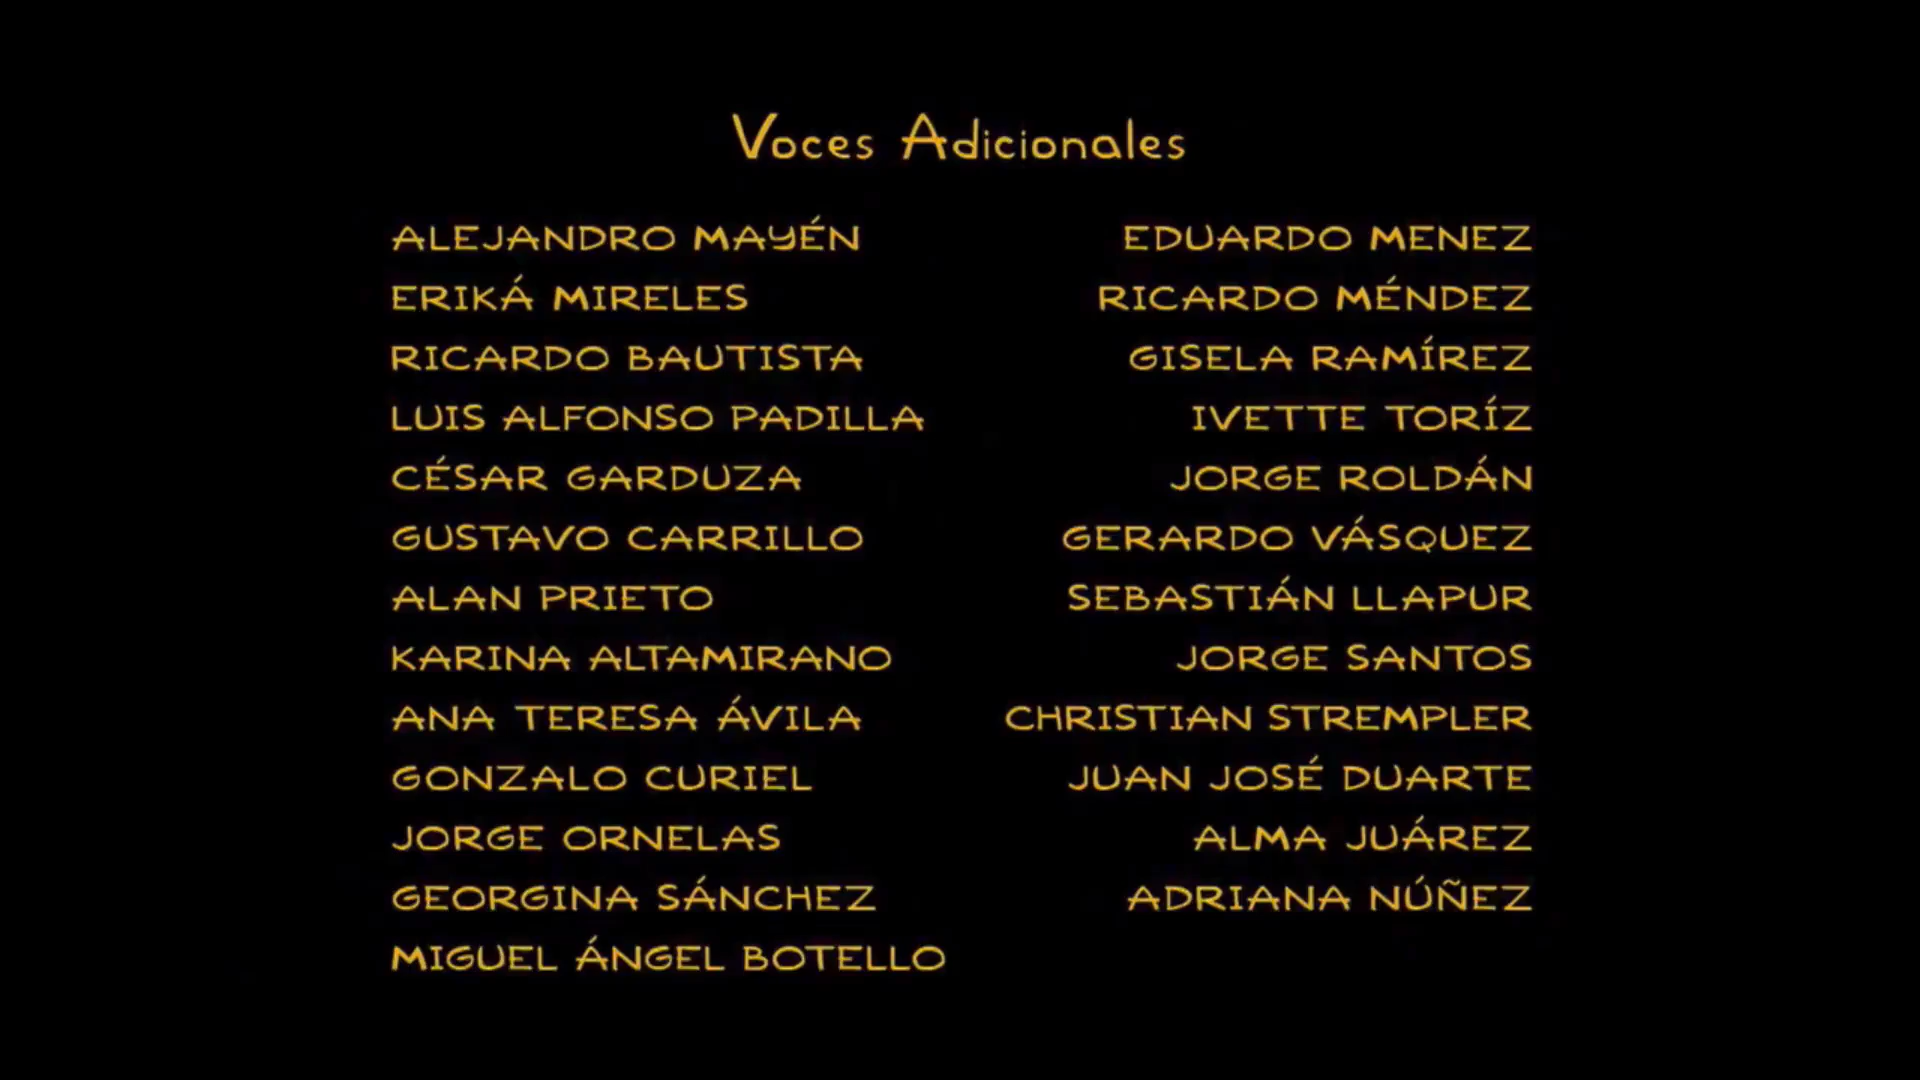 Voces Adicionales
ALEJANDRO MAYÉN
EDUARDO MENEZ
ERIKÁ MIRELES
RICARDO MÉNDEZ
RICARDO BAUTISTA
GISELA RAMÍREZ
LUIS ALFONSO PADILLA
IVETTE TORÍZ
CÉSAR GARDUZA
JORGE ROLDÁN
GUSTAVO CARRILLO
GERARDO VÁSQUEZ
ALAN PRIETO
SEBASTIÁN LLAPUR
KARINA ALTAMIRANO
JORGE SANTOS
ANA TERESA ÁVILA
CHRISTIAN STREMPLER
GONZALO CURIEL
JUAN JOSÉ DUARTE
JORGE ORNELAS
ALMA JUÁREZ
GEORGINA SÁNCHEZ
ADRIANA NÚÑEZ
MIGUEL ÁNGEL BOTELLO